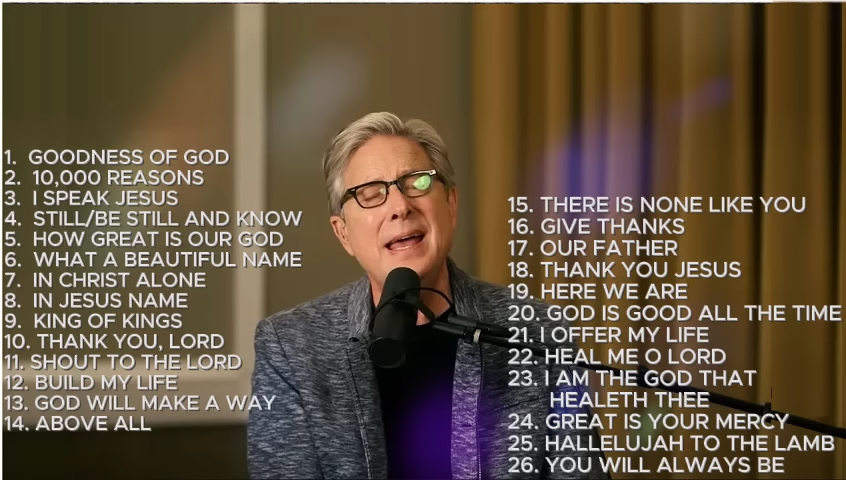 1. GOODNESS OF GOD
2. 10,000 REASONS
3. I SPEAK JESUS
4. STILL/BE STILL AND KNOW
5. HOW GREAT IS OUR GOD
6. WHAT A BEAUTIFUL NAME
7. IN CHRIST ALONE
8. IN JESUS NAME
9. KING OF KINGS
10. THANK YOU, LORD
11. SHOUT TO THE LORD
12. BUILD MY LIFE
13. GOD WILL MAKE A WAY
14. ABOVE ALL
15. THERE IS NONE LIKE YOU
16. GIVE THANKS
17. OUR FATHER
18. THANK YOU JESUS
19. HERE WE ARE
20. GOD IS GOOD ALL THE TIME
21. I OFFER MY LIFE
22. HEAL ME O LORD
23. I AM THE GOD THAT
HEALETH THEE
24. GREAT IS YOUR MERCY
25. HALLELUJAH TO THE LAMB
26. YOU WILL ALWAYS BE